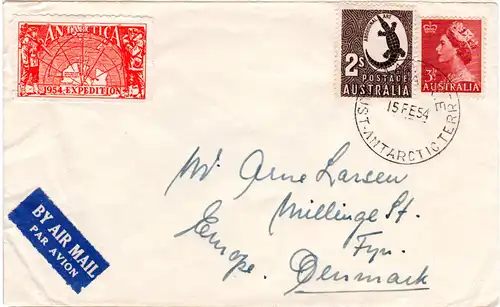 ANTARCTICA
1954 EXPEDITION
ABORIGINAL ART
2s POSTAGE
AUSTRALIA
3½D
AUSTRALIA
15 FE 54
AUST-ANTARCTIC TERR-
Mr Arne Larsen
Millinge St.
Fyn.
Europe. Denmark
BY AIR MAIL
PAR AVION